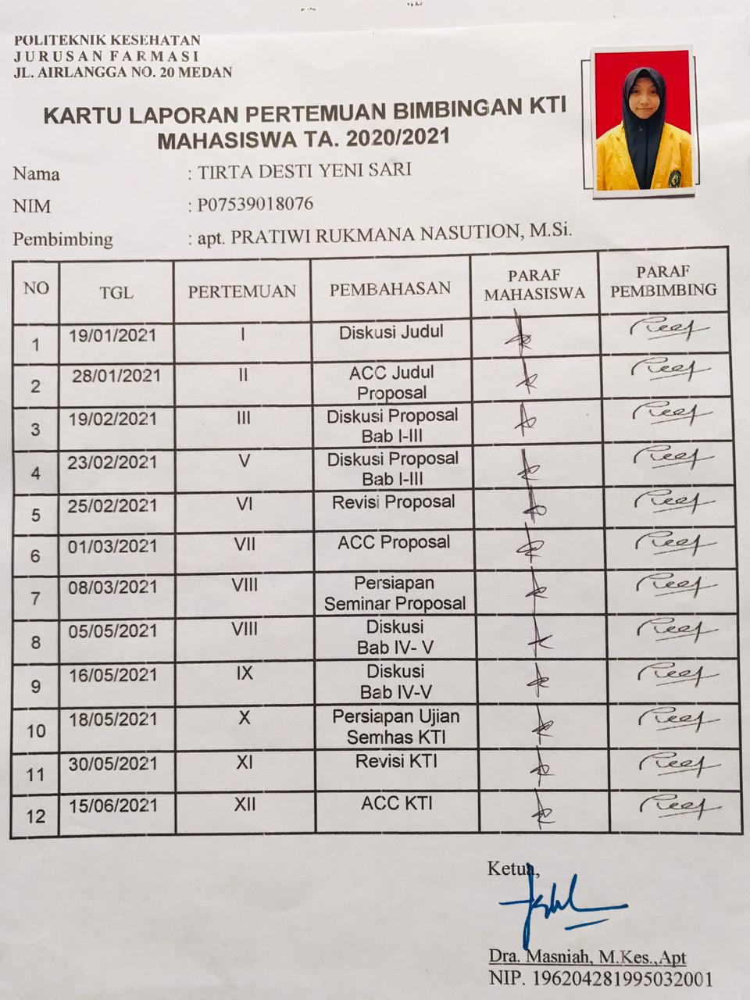 POLITEKNIK KESEHATAN
JURUSAN FARMASI
JL. AIRLANGGA NO. 20 MEDAN
KARTU LAPORAN PERTEMUAN BIMBINGAN KTI
MAHASISWA TA. 2020/2021
Nama : TIRTA DESTI YENI SARI
NIM : P07539018076
Pembimbing : apt. PRATIWI RUKMANA NASUTION, M.Si.
NO TGL PERTEMUAN PEMBAHASAN PARAF MAHASISWA PARAF PEMBIMBING
1 19/01/2021 I Diskusi Judul
2 28/01/2021 II ACC Judul Proposal
3 19/02/2021 III Diskusi Proposal Bab I-III
4 23/02/2021 V Diskusi Proposal Bab I-III
5 25/02/2021 VI Revisi Proposal
6 01/03/2021 VII ACC Proposal
7 08/03/2021 VIII Persiapan Seminar Proposal
8 05/05/2021 VIII Diskusi Bab IV- V
9 16/05/2021 IX Diskusi Bab IV-V
10 18/05/2021 X Persiapan Ujian Semhas KTI
11 30/05/2021 XI Revisi KTI
12 15/06/2021 XII ACC KTI
Ketua,
Dra. Masniah, M.Kes.,Apt
NIP. 196204281995032001